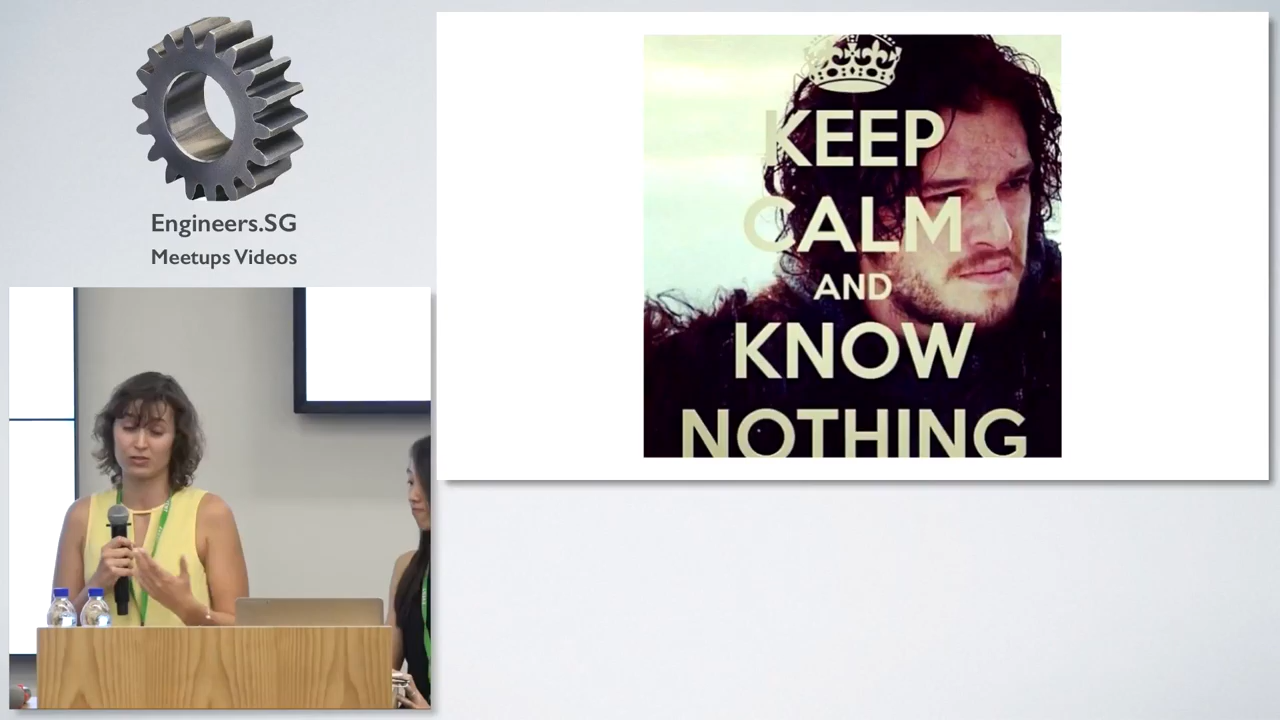 Engineers.SG
Meetups Videos
KEEP
CALM
AND
KNOW
NOTHING